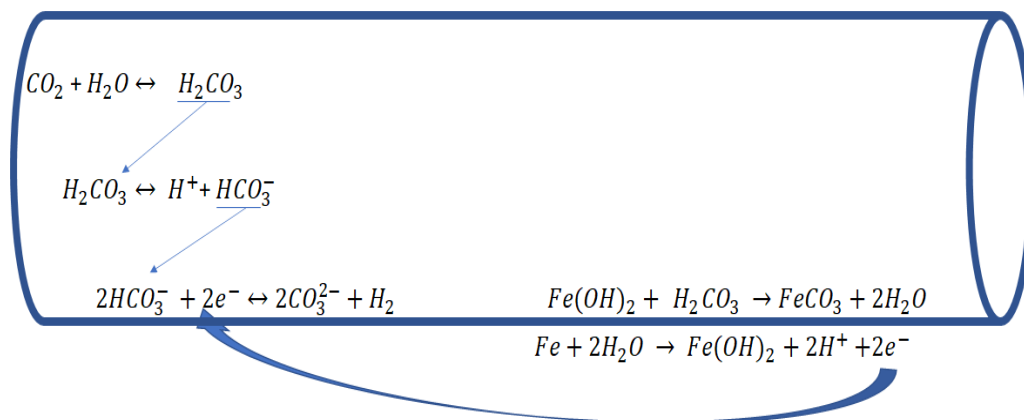 CO₂ + H₂O ↔ H₂CO₃
H₂CO₃ ↔ H⁺ + HCO₃⁻
2HCO₃⁻ + 2e⁻ ↔ 2CO₃²⁻ + H₂
Fe(OH)₂ + H₂CO₃ → FeCO₃ + 2H₂O
Fe + 2H₂O → Fe(OH)₂ + 2H⁺ +2e⁻